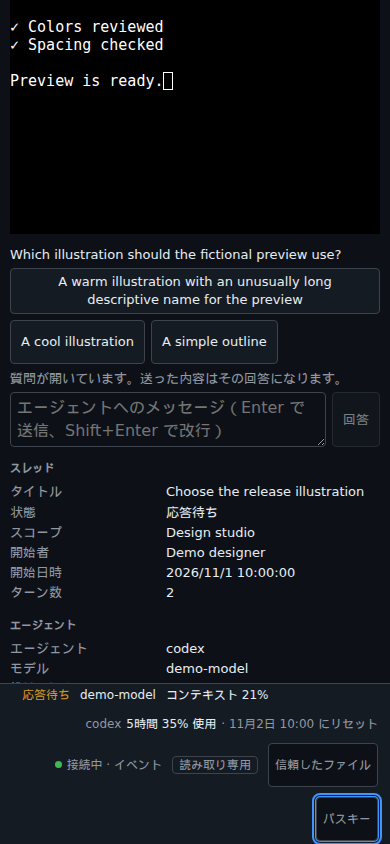 ✓ Colors reviewed
✓ Spacing checked
Preview is ready.
Which illustration should the fictional preview use?
A warm illustration with an unusually long
descriptive name for the preview
A cool illustration
A simple outline
質問が開いています。送った内容はその回答になります。
エージェントへのメッセージ（Enter で
送信、Shift+Enter で改行）
回答
スレッド
タイトル Choose the release illustration
状態 応答待ち
スコープ Design studio
開始者 Demo designer
開始日時 2026/11/1 10:00:00
ターン数 2
エージェント
エージェント codex
モデル demo-model
応答待ち demo-model コンテキスト 21%
codex 5時間 35% 使用 · 11月2日 10:00 にリセット
接続中 · イベント 読み取り専用 信頼したファイル
パスキー